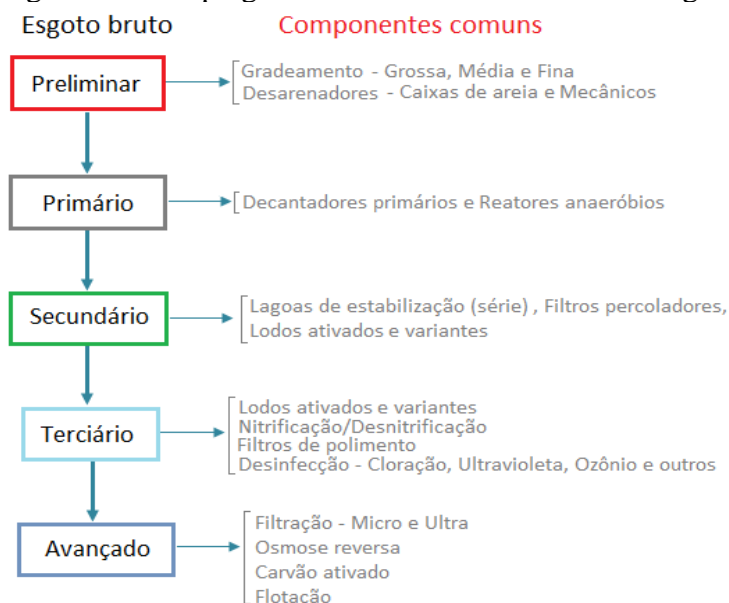 Esgoto bruto
Componentes comuns
Preliminar
Gradeamento - Grossa, Média e Fina
Desarenadores - Caixas de areia e Mecânicos
Primário
Decantadores primários e Reatores anaeróbios
Secundário
Lagoas de estabilização (série) , Filtros percoladores,
Lodos ativados e variantes
Terciário
Lodos ativados e variantes
Nitrificação/Desnitrificação
Filtros de polimento
Desinfecção - Cloração, Ultravioleta, Ozônio e outros
Avançado
Filtração - Micro e Ultra
Osmose reversa
Carvão ativado
Flotação